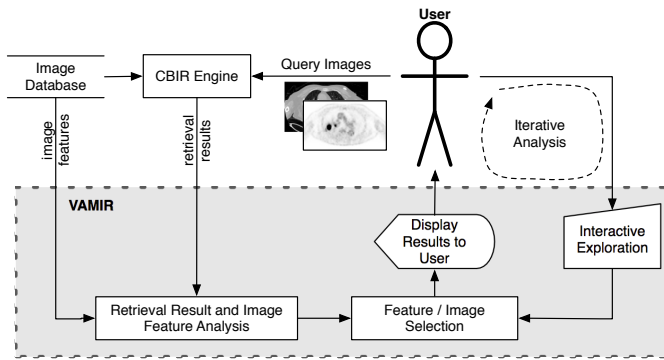 User
Image
Database
CBIR Engine
Query Images
image
features
retrieval
results
Iterative
Analysis
VAMIR
Display
Results to
User
Interactive
Exploration
Retrieval Result and Image
Feature Analysis
Feature / Image
Selection